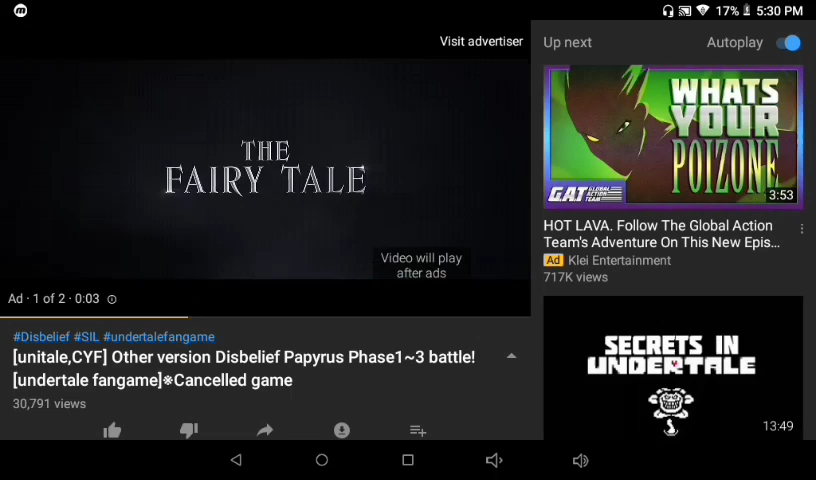 17% 5:30 PM
Visit advertiser
THE
FAIRY TALE
Video will play
after ads
Ad · 1 of 2 · 0:03
#Disbelief #SIL #undertalefangame
[unitale,CYF] Other version Disbelief Papyrus Phase1~3 battle!
[undertale fangame]※Cancelled game
30,791 views
Up next
Autoplay
WHATS
YOUR
POIZONE
G.A.T GLOBAL
ACTION
TEAM
3:53
HOT LAVA. Follow The Global Action
Team's Adventure On This New Epis...
Ad Klei Entertainment
717K views
SECRETS IN
UNDERTALE
13:49